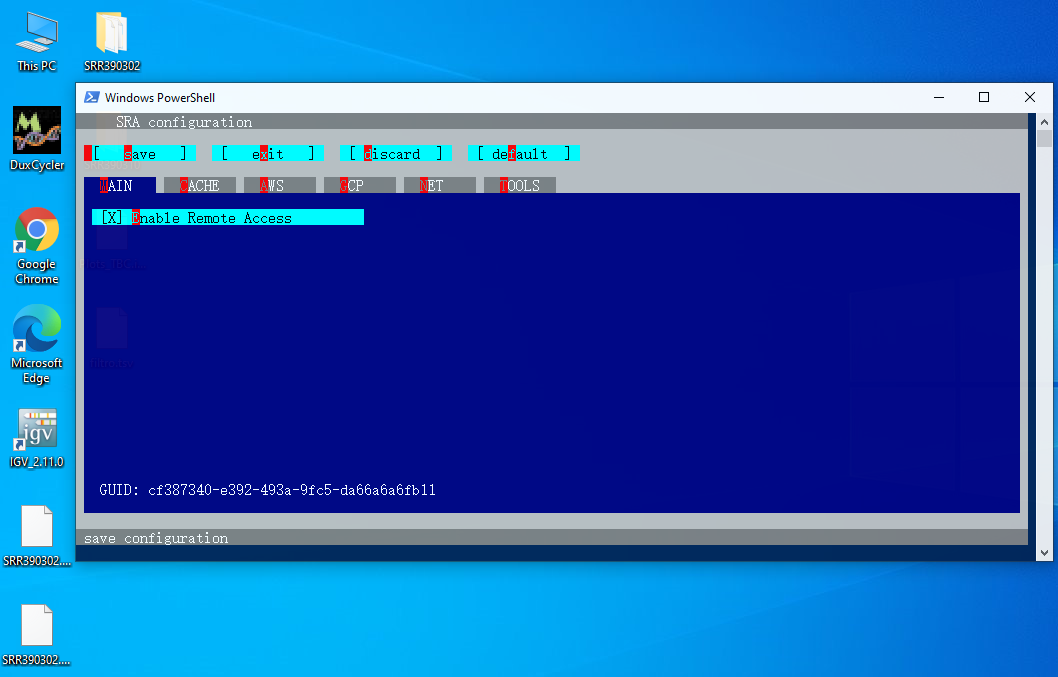 This PC
SRR390302
Windows PowerShell
SRA configuration
[ save ] [ exit ] [ discard ] [ default ]
MAIN CACHE AWS GCP NET TOOLS
[X] Enable Remote Access
DuxCycler
Google
Chrome
Microsoft
Edge
igv
IGV_2.11.0
GUID: cf387340-e392-493a-9fc5-da66a6a6fb11
save configuration
SRR390302....
SRR390302....